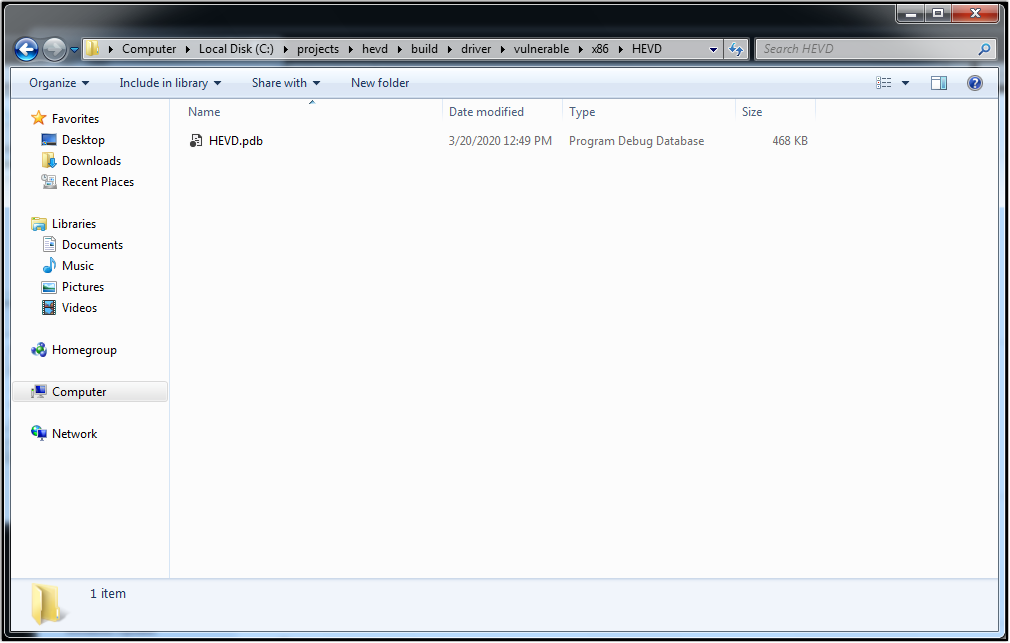 Computer Local Disk (C:) projects hevd build driver vulnerable x86 HEVD Search HEVD
Organize Include in library Share with New folder
Favorites
Desktop
Downloads
Recent Places
Libraries
Documents
Music
Pictures
Videos
Homegroup
Computer
Network
Name Date modified Type Size
HEVD.pdb 3/20/2020 12:49 PM Program Debug Database 468 KB
1 item